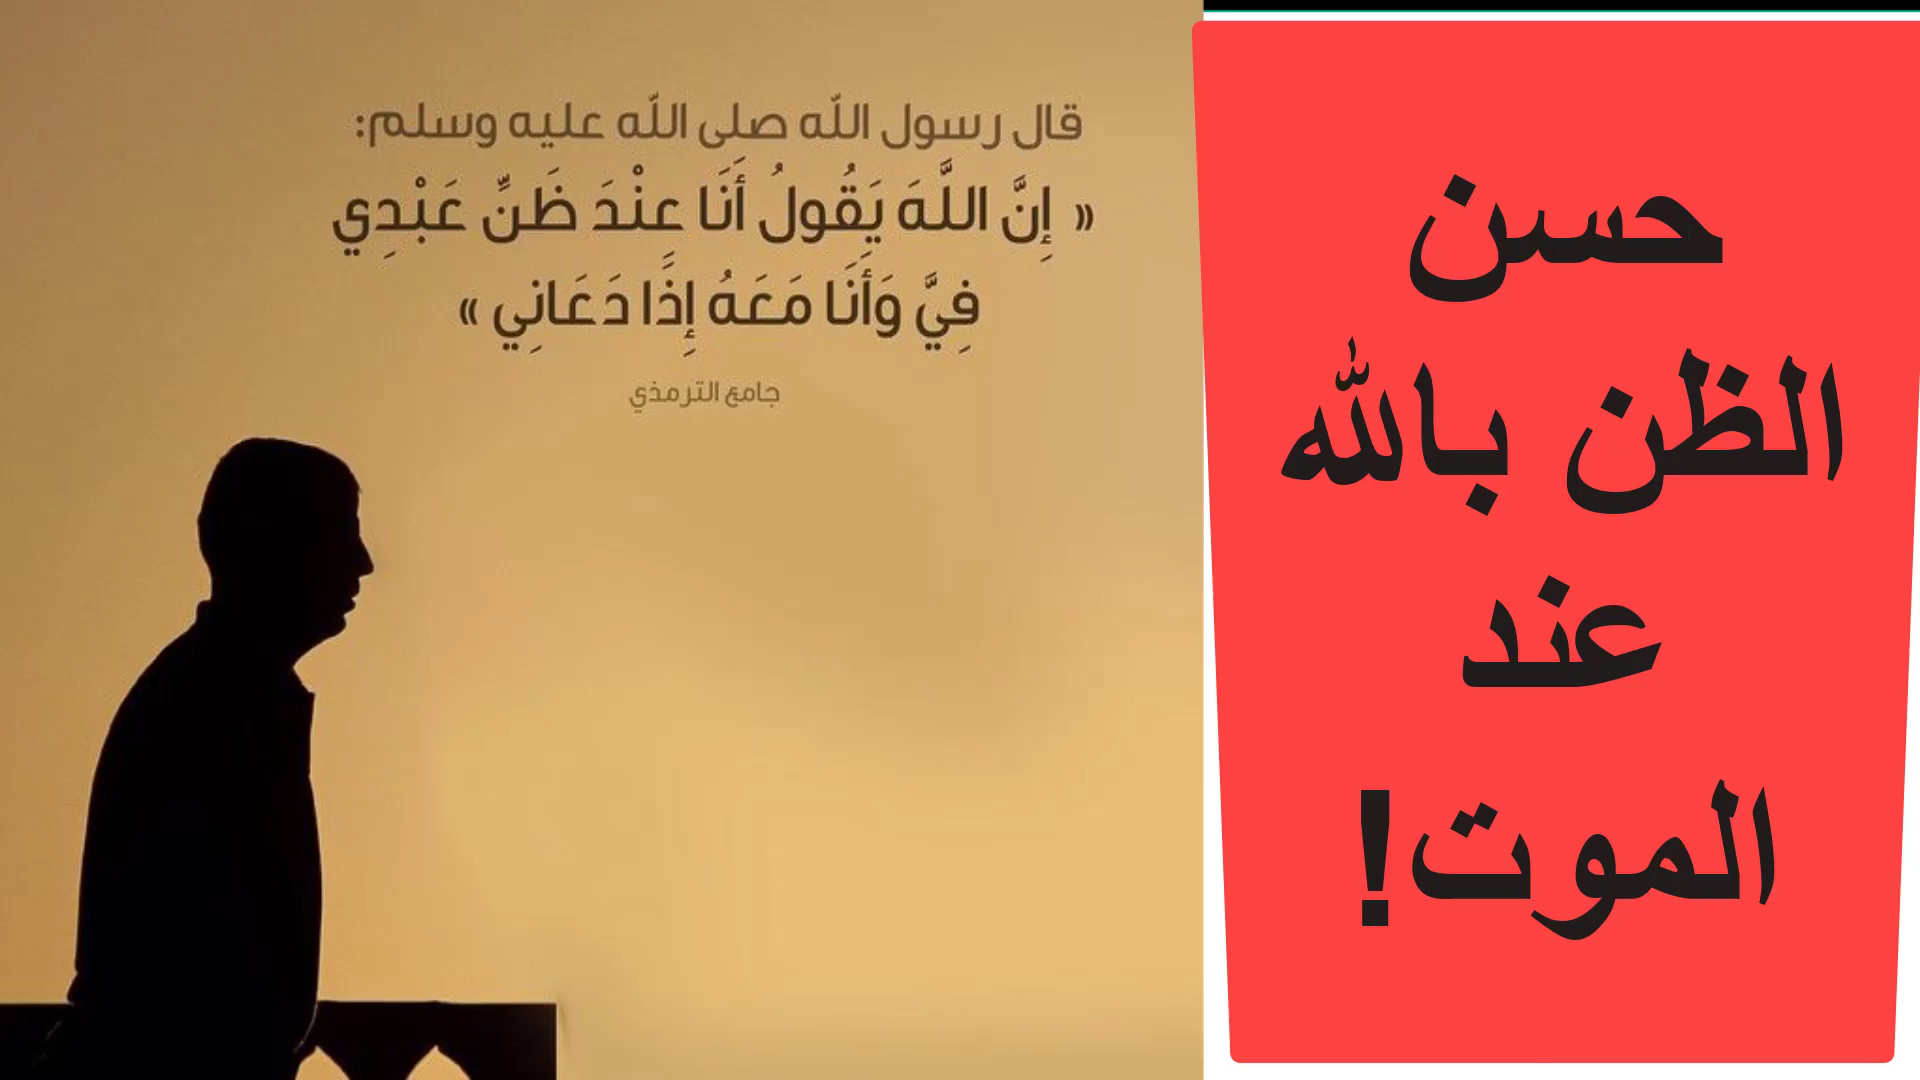 قال رسول الله صلى الله عليه وسلم:
« إِنَّ اللَّهَ يَقُولُ أَنَا عِنْدَ ظَنِّ عَبْدِي
فِيَّ وَأَنَا مَعَهُ إِذَا دَعَانِي »
جامع الترمذي
حسن
الظن بالله
عند
الموت!